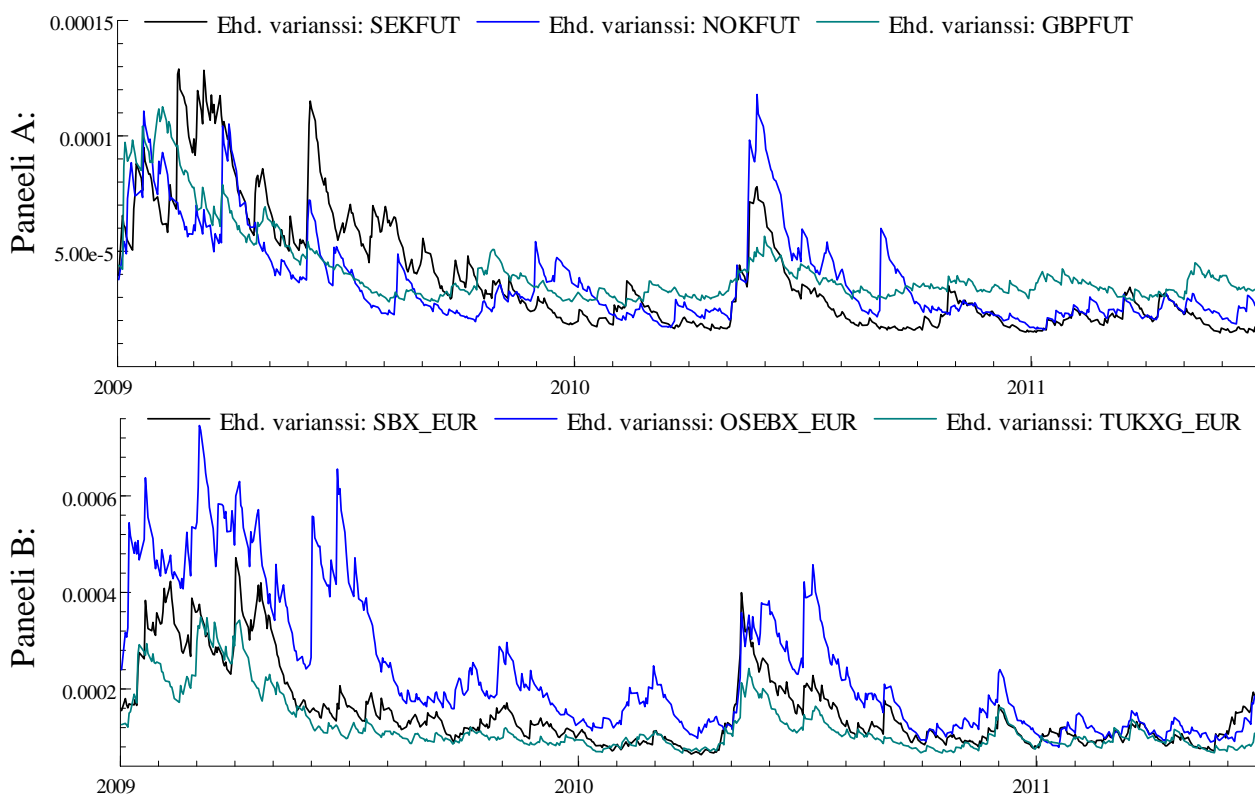 0.00015
Ehd. varianssi: SEKFUT Ehd. varianssi: NOKFUT Ehd. varianssi: GBPFUT
Paneeli A:
0.0001
5.00e-5
2009 2010 2011
Ehd. varianssi: SBX_EUR Ehd. varianssi: OSEBX_EUR Ehd. varianssi: TUKXG_EUR
Paneeli B:
0.0006
0.0004
0.0002
2009 2010 2011